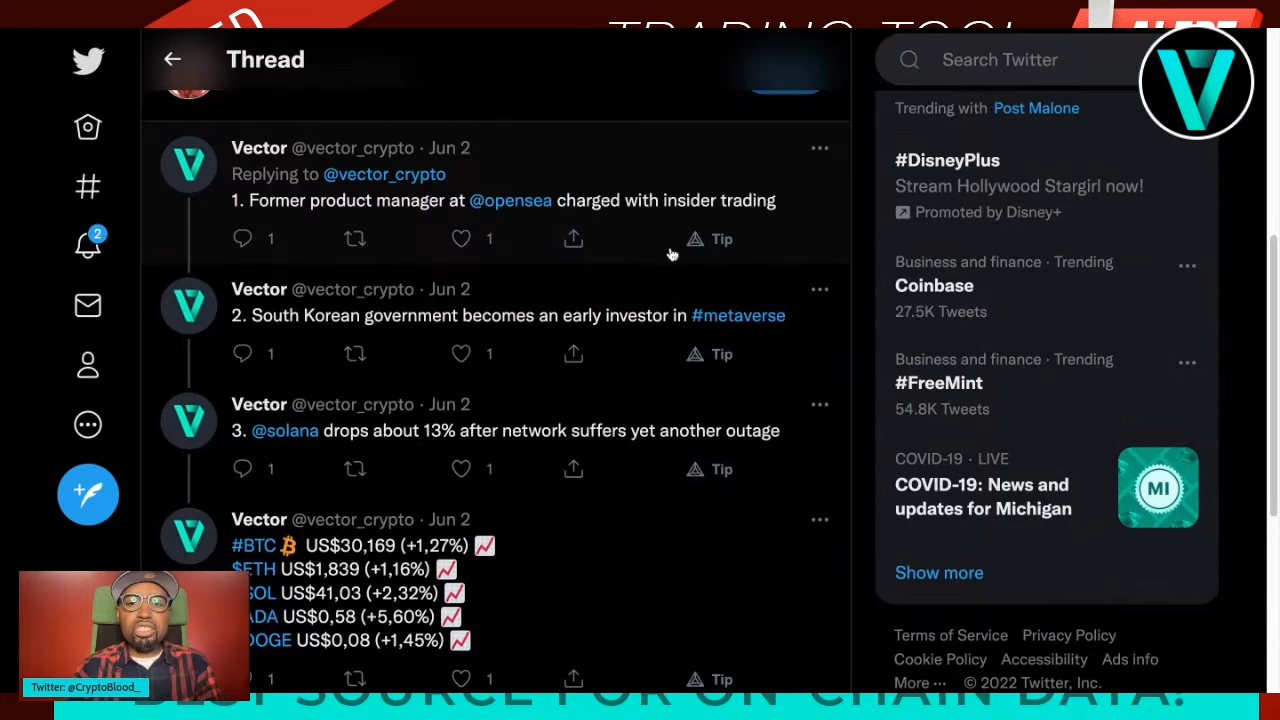 TRADING TOOL
ALERT
Thread
Search Twitter
Vector @vector_crypto · Jun 2
Replying to @vector_crypto
1. Former product manager at @opensea charged with insider trading
1 1 Tip
Vector @vector_crypto · Jun 2
2. South Korean government becomes an early investor in #metaverse
1 1 Tip
Vector @vector_crypto · Jun 2
3. @solana drops about 13% after network suffers yet another outage
1 1 Tip
Vector @vector_crypto · Jun 2
#BTC US$30,169 (+1,27%)
$ETH US$1,839 (+1,16%)
SOL US$41,03 (+2,32%)
ADA US$0,58 (+5,60%)
DOGE US$0,08 (+1,45%)
Tip
2
Trending with Post Malone
#DisneyPlus
Stream Hollywood Stargirl now!
Promoted by Disney+
Business and finance · Trending
Coinbase
27.5K Tweets
Business and finance · Trending
#FreeMint
54.8K Tweets
COVID-19 · LIVE
COVID-19: News and
updates for Michigan
MI
Show more
Terms of Service Privacy Policy
Cookie Policy Accessibility Ads info
More ··· © 2022 Twitter, Inc.
Twitter: @CryptoBlood_
BEST SOURCE FOR ON-CHAIN DATA!